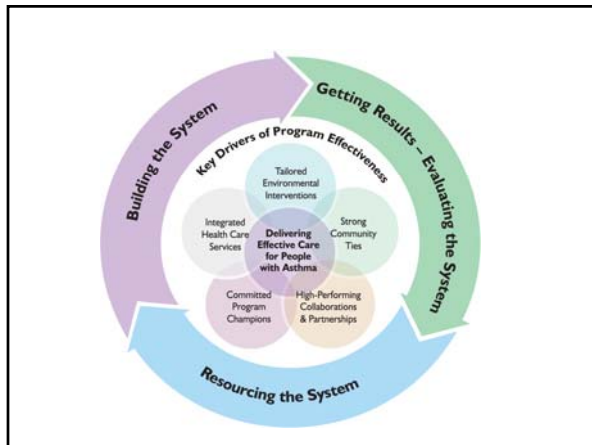 Building the System
Getting Results – Evaluating the System
Resourcing the System
Key Drivers of Program Effectiveness
Tailored
Environmental
Interventions
Integrated
Health Care
Services
Strong
Community
Ties
Delivering
Effective Care
for People
with Asthma
Committed
Program
Champions
High-Performing
Collaborations
& Partnerships